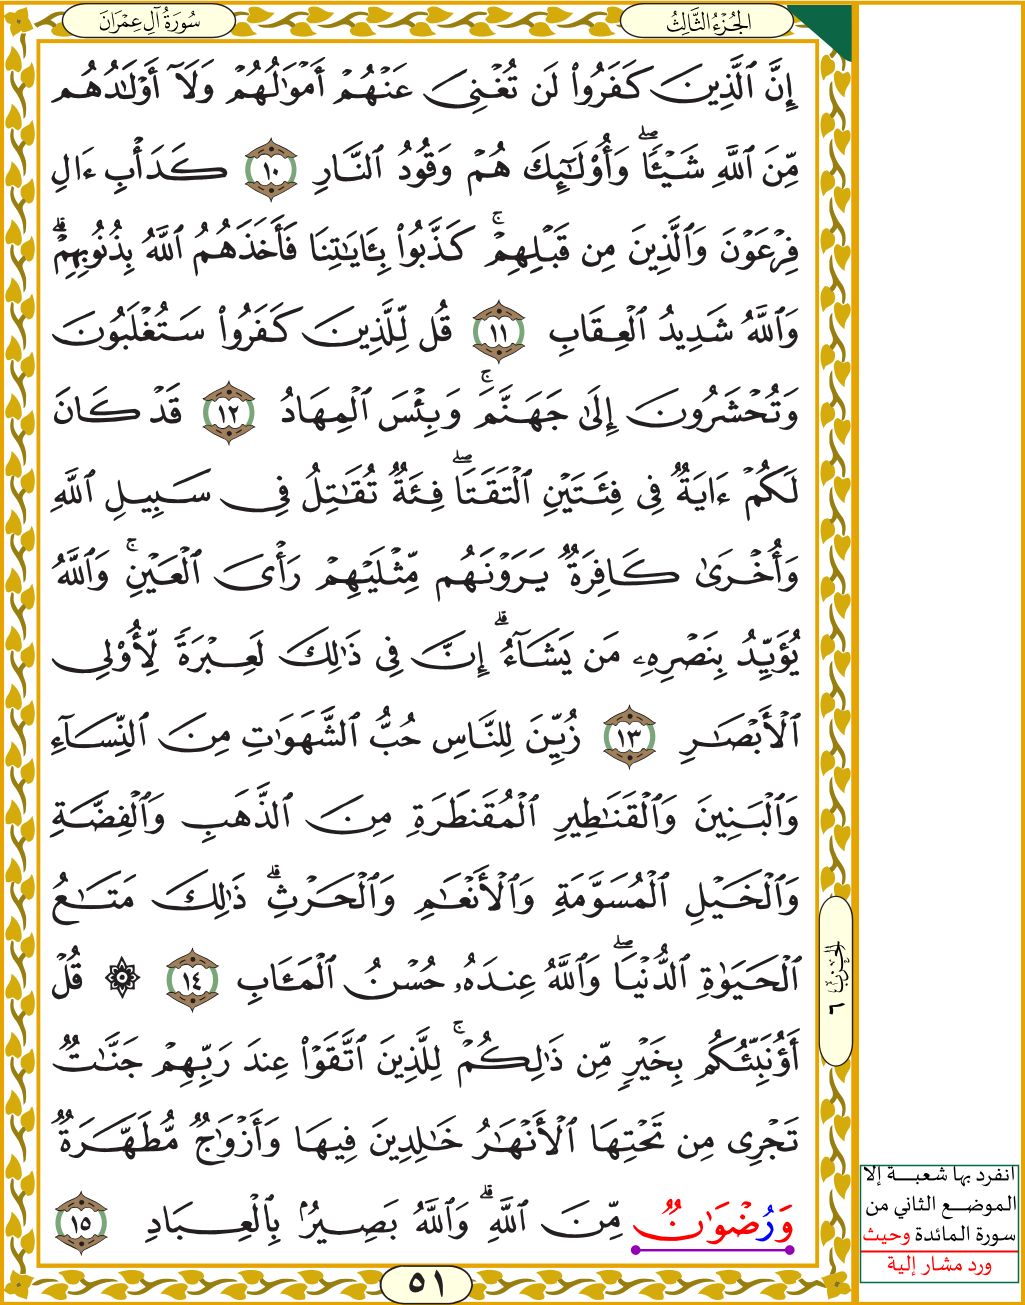 سُورَةُ آلِ عِمْرَانَ
الجُزْءُ الثَّالِثُ
إِنَّ ٱلَّذِينَ كَفَرُوا۟ لَن تُغْنِىَ عَنْهُمْ أَمْوَٰلُهُمْ وَلَآ أَوْلَـٰدُهُم
مِّنَ ٱللَّهِ شَيْـًٔا ۖ وَأُو۟لَـٰٓئِكَ هُمْ وَقُودُ ٱلنَّارِ ١٠ كَدَأْبِ ءَالِ
فِرْعَوْنَ وَٱلَّذِينَ مِن قَبْلِهِمْ ۚ كَذَّبُوا۟ بِـَٔايَـٰتِنَا فَأَخَذَهُمُ ٱللَّهُ بِذُنُوبِهِمْ ۗ
وَٱللَّهُ شَدِيدُ ٱلْعِقَابِ ١١ قُل لِّلَّذِينَ كَفَرُوا۟ سَتُغْلَبُونَ
وَتُحْشَرُونَ إِلَىٰ جَهَنَّمَ ۚ وَبِئْسَ ٱلْمِهَادُ ١٢ قَدْ كَانَ
لَكُمْ ءَايَةٌ فِى فِئَتَيْنِ ٱلْتَقَتَا ۖ فِئَةٌ تُقَـٰتِلُ فِى سَبِيلِ ٱللَّهِ
وَأُخْرَىٰ كَافِرَةٌ يَرَوْنَهُم مِّثْلَيْهِمْ رَأْىَ ٱلْعَيْنِ ۚ وَٱللَّهُ
يُؤَيِّدُ بِنَصْرِهِۦ مَن يَشَآءُ ۗ إِنَّ فِى ذَٰلِكَ لَعِبْرَةً لِّأُو۟لِى
ٱلْأَبْصَـٰرِ ١٣ زُيِّنَ لِلنَّاسِ حُبُّ ٱلشَّهَوَٰتِ مِنَ ٱلنِّسَآءِ
وَٱلْبَنِينَ وَٱلْقَنَـٰطِيرِ ٱلْمُقَنطَرَةِ مِنَ ٱلذَّهَبِ وَٱلْفِضَّةِ
وَٱلْخَيْلِ ٱلْمُسَوَّمَةِ وَٱلْأَنْعَـٰمِ وَٱلْحَرْثِ ۗ ذَٰلِكَ مَتَـٰعُ
ٱلْحَيَوٰةِ ٱلدُّنْيَا ۖ وَٱللَّهُ عِندَهُۥ حُسْنُ ٱلْمَـَٔابِ ١٤ ۞ قُلْ
أَؤُنَبِّئُكُم بِخَيْرٍ مِّن ذَٰلِكُمْ ۚ لِلَّذِينَ ٱتَّقَوْا۟ عِندَ رَبِّهِمْ جَنَّـٰتٌ
تَجْرِى مِن تَحْتِهَا ٱلْأَنْهَـٰرُ خَـٰلِدِينَ فِيهَا وَأَزْوَٰجٌ مُّطَهَّرَةٌ
وَرُضْوَٰنٌ مِّنَ ٱللَّهِ ۗ وَٱللَّهُ بَصِيرٌۢ بِٱلْعِبَادِ ١٥
الحزب ٦
انفرد بها شعبة إلا
الموضع الثاني من
سورة المائدة وحيث
ورد مشار إلية
٥١